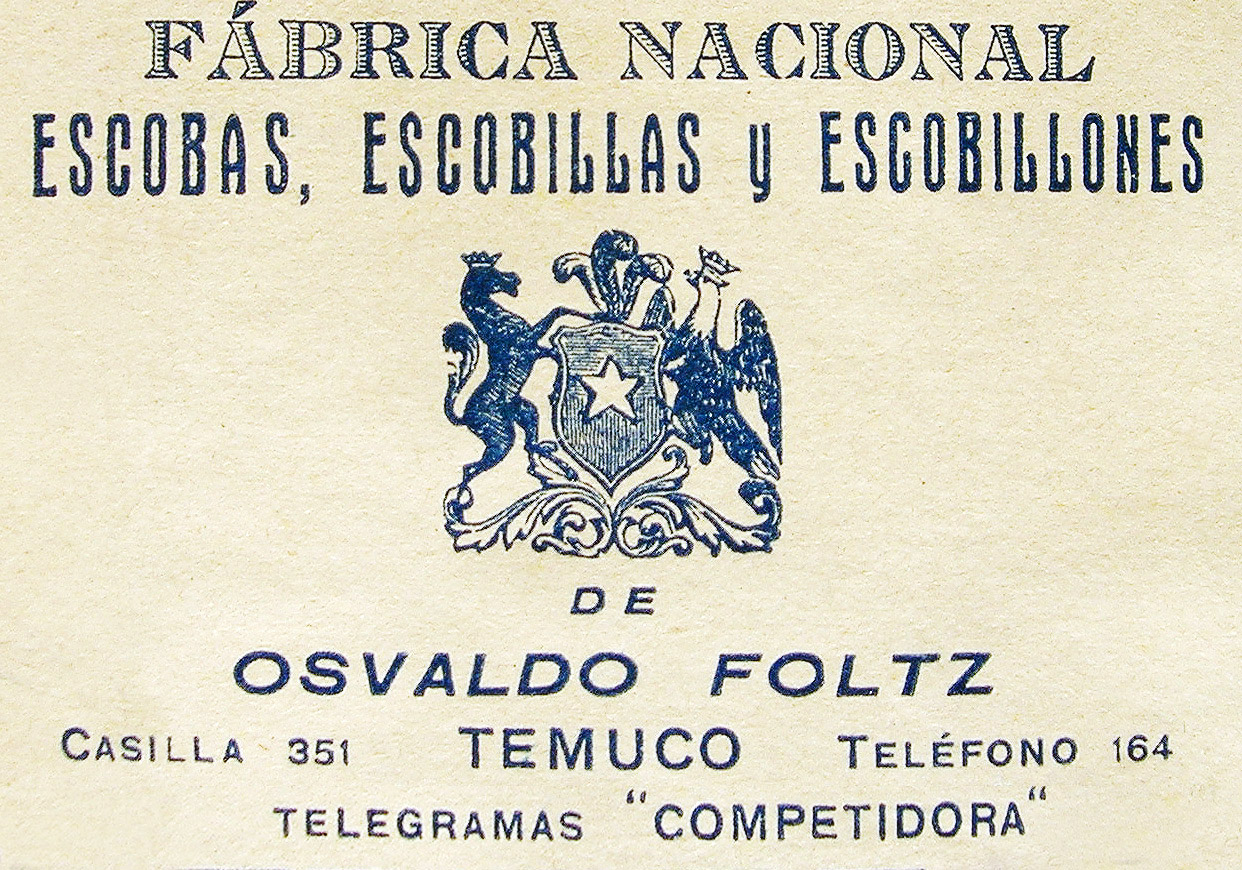 FÁBRICA NACIONAL
ESCOBAS, ESCOBILLAS y ESCOBILLONES
DE
OSVALDO FOLTZ
CASILLA 351 TEMUCO TELÉFONO 164
TELEGRAMAS “COMPETIDORA“